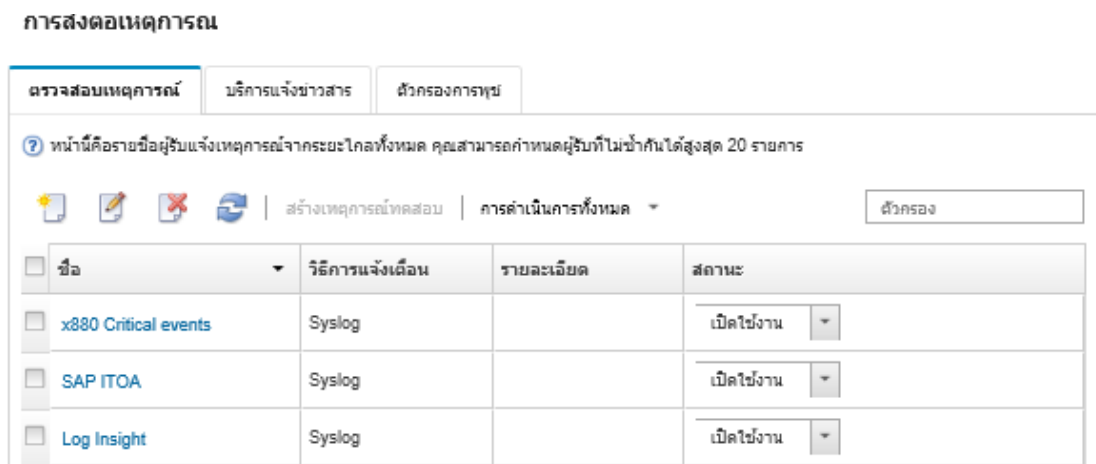 การส่งต่อเหตุการณ์
ตรวจสอบเหตุการณ์ บริการแจ้งข่าวสาร ตัวกรองการพุช
หน้านี้คือรายชื่อผู้รับแจ้งเหตุการณ์จากระยะไกลทั้งหมด คุณสามารถกำหนดผู้รับที่ไม่ซ้ำกันได้สูงสุด 20 รายการ
สร้างเหตุการณ์ทดสอบ การดำเนินการทั้งหมด ตัวกรอง
ชื่อ วิธีการแจ้งเตือน รายละเอียด สถานะ
x880 Critical events Syslog เปิดใช้งาน
SAP ITOA Syslog เปิดใช้งาน
Log Insight Syslog เปิดใช้งาน